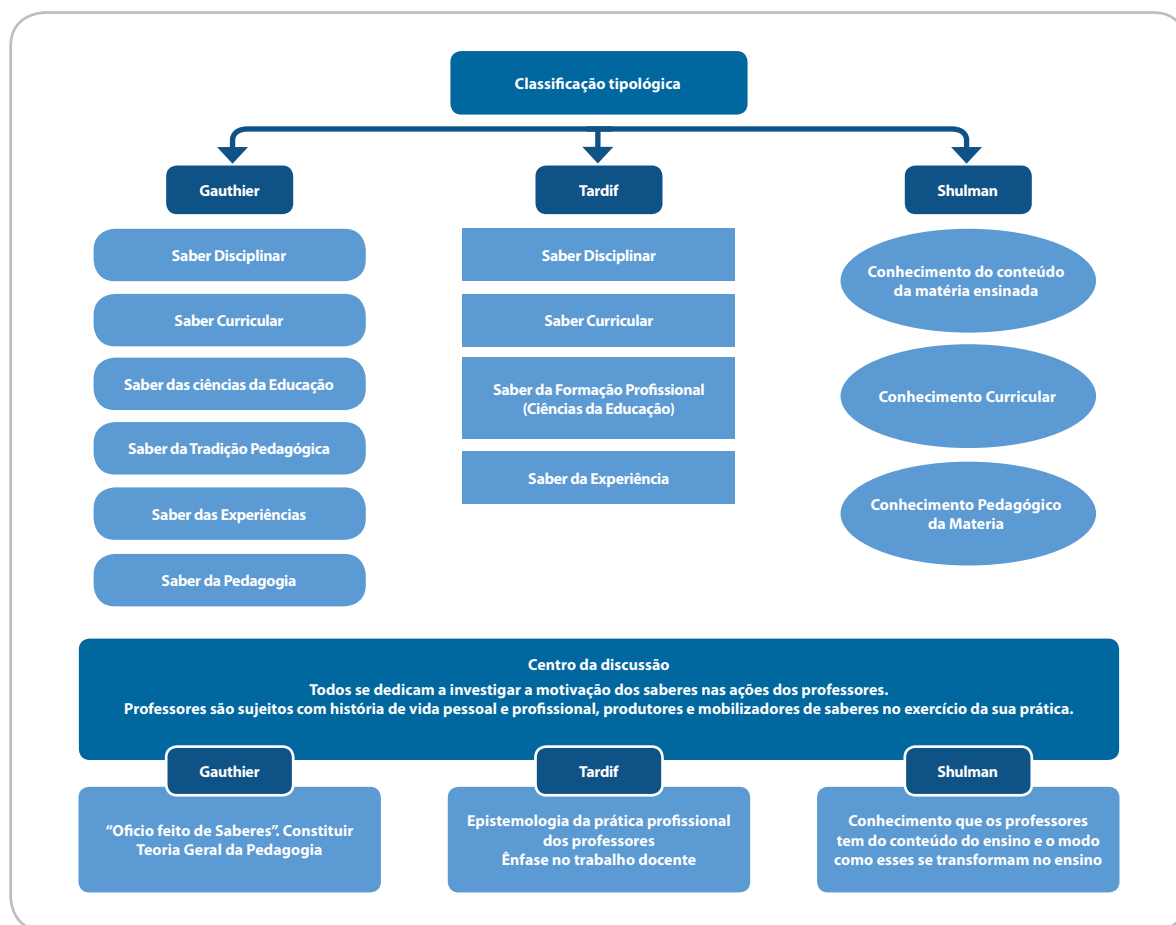 Classificação tipológica
Gauthier
Saber Disciplinar
Saber Curricular
Saber das ciências da Educação
Saber da Tradição Pedagógica
Saber das Experiências
Saber da Pedagogia
Tardif
Saber Disciplinar
Saber Curricular
Saber da Formação Profissional
(Ciências da Educação)
Saber da Experiência
Shulman
Conhecimento do conteúdo
da matéria ensinada
Conhecimento Curricular
Conhecimento Pedagógico
da Materia
Centro da discussão
Todos se dedicam a investigar a motivação dos saberes nas ações dos professores.
Professores são sujeitos com história de vida pessoal e profissional, produtores e mobilizadores de saberes no exercício da sua prática.
Gauthier
“Oficio feito de Saberes”. Constituir
Teoria Geral da Pedagogia
Tardif
Epistemologia da prática profissional
dos professores
Ênfase no trabalho docente
Shulman
Conhecimento que os professores
tem do conteúdo do ensino e o modo
como esses se transformam no ensino